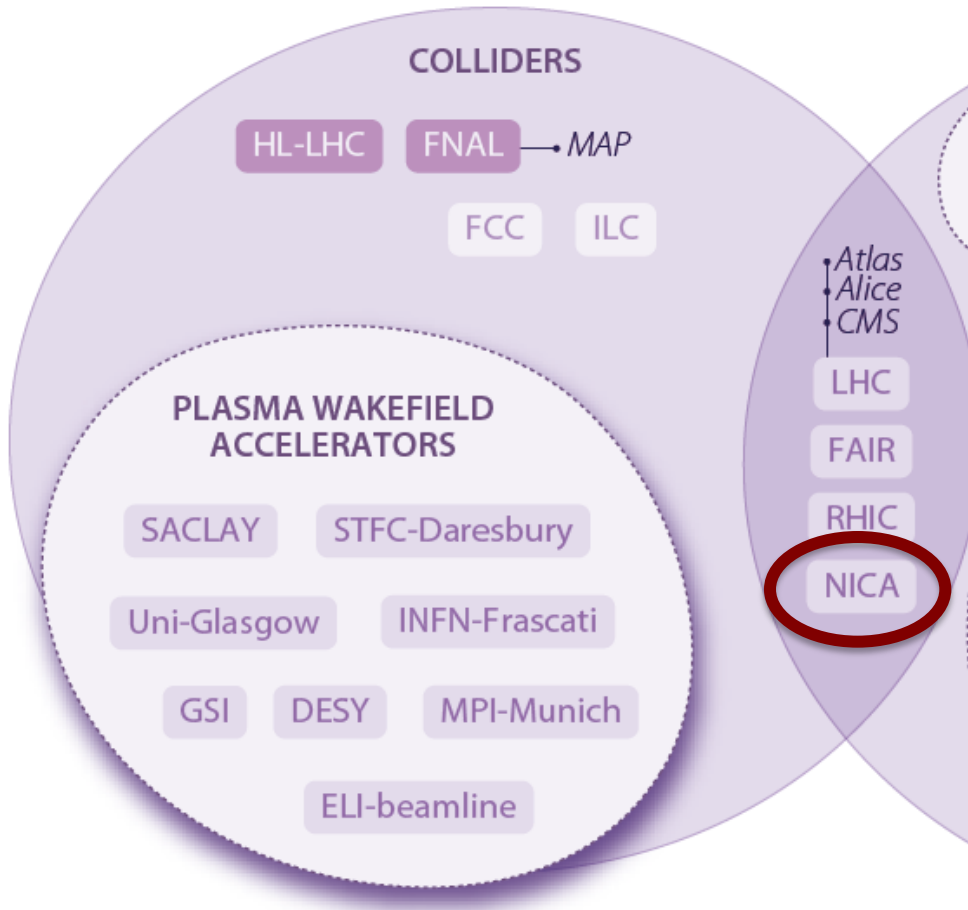 COLLIDERS
HL-LHC FNAL MAP
FCC ILC
Atlas
Alice
CMS
LHC
FAIR
RHIC
NICA
PLASMA WAKEFIELD
ACCELERATORS
SACLAY STFC-Daresbury
Uni-Glasgow INFN-Frascati
GSI DESY MPI-Munich
ELI-beamline